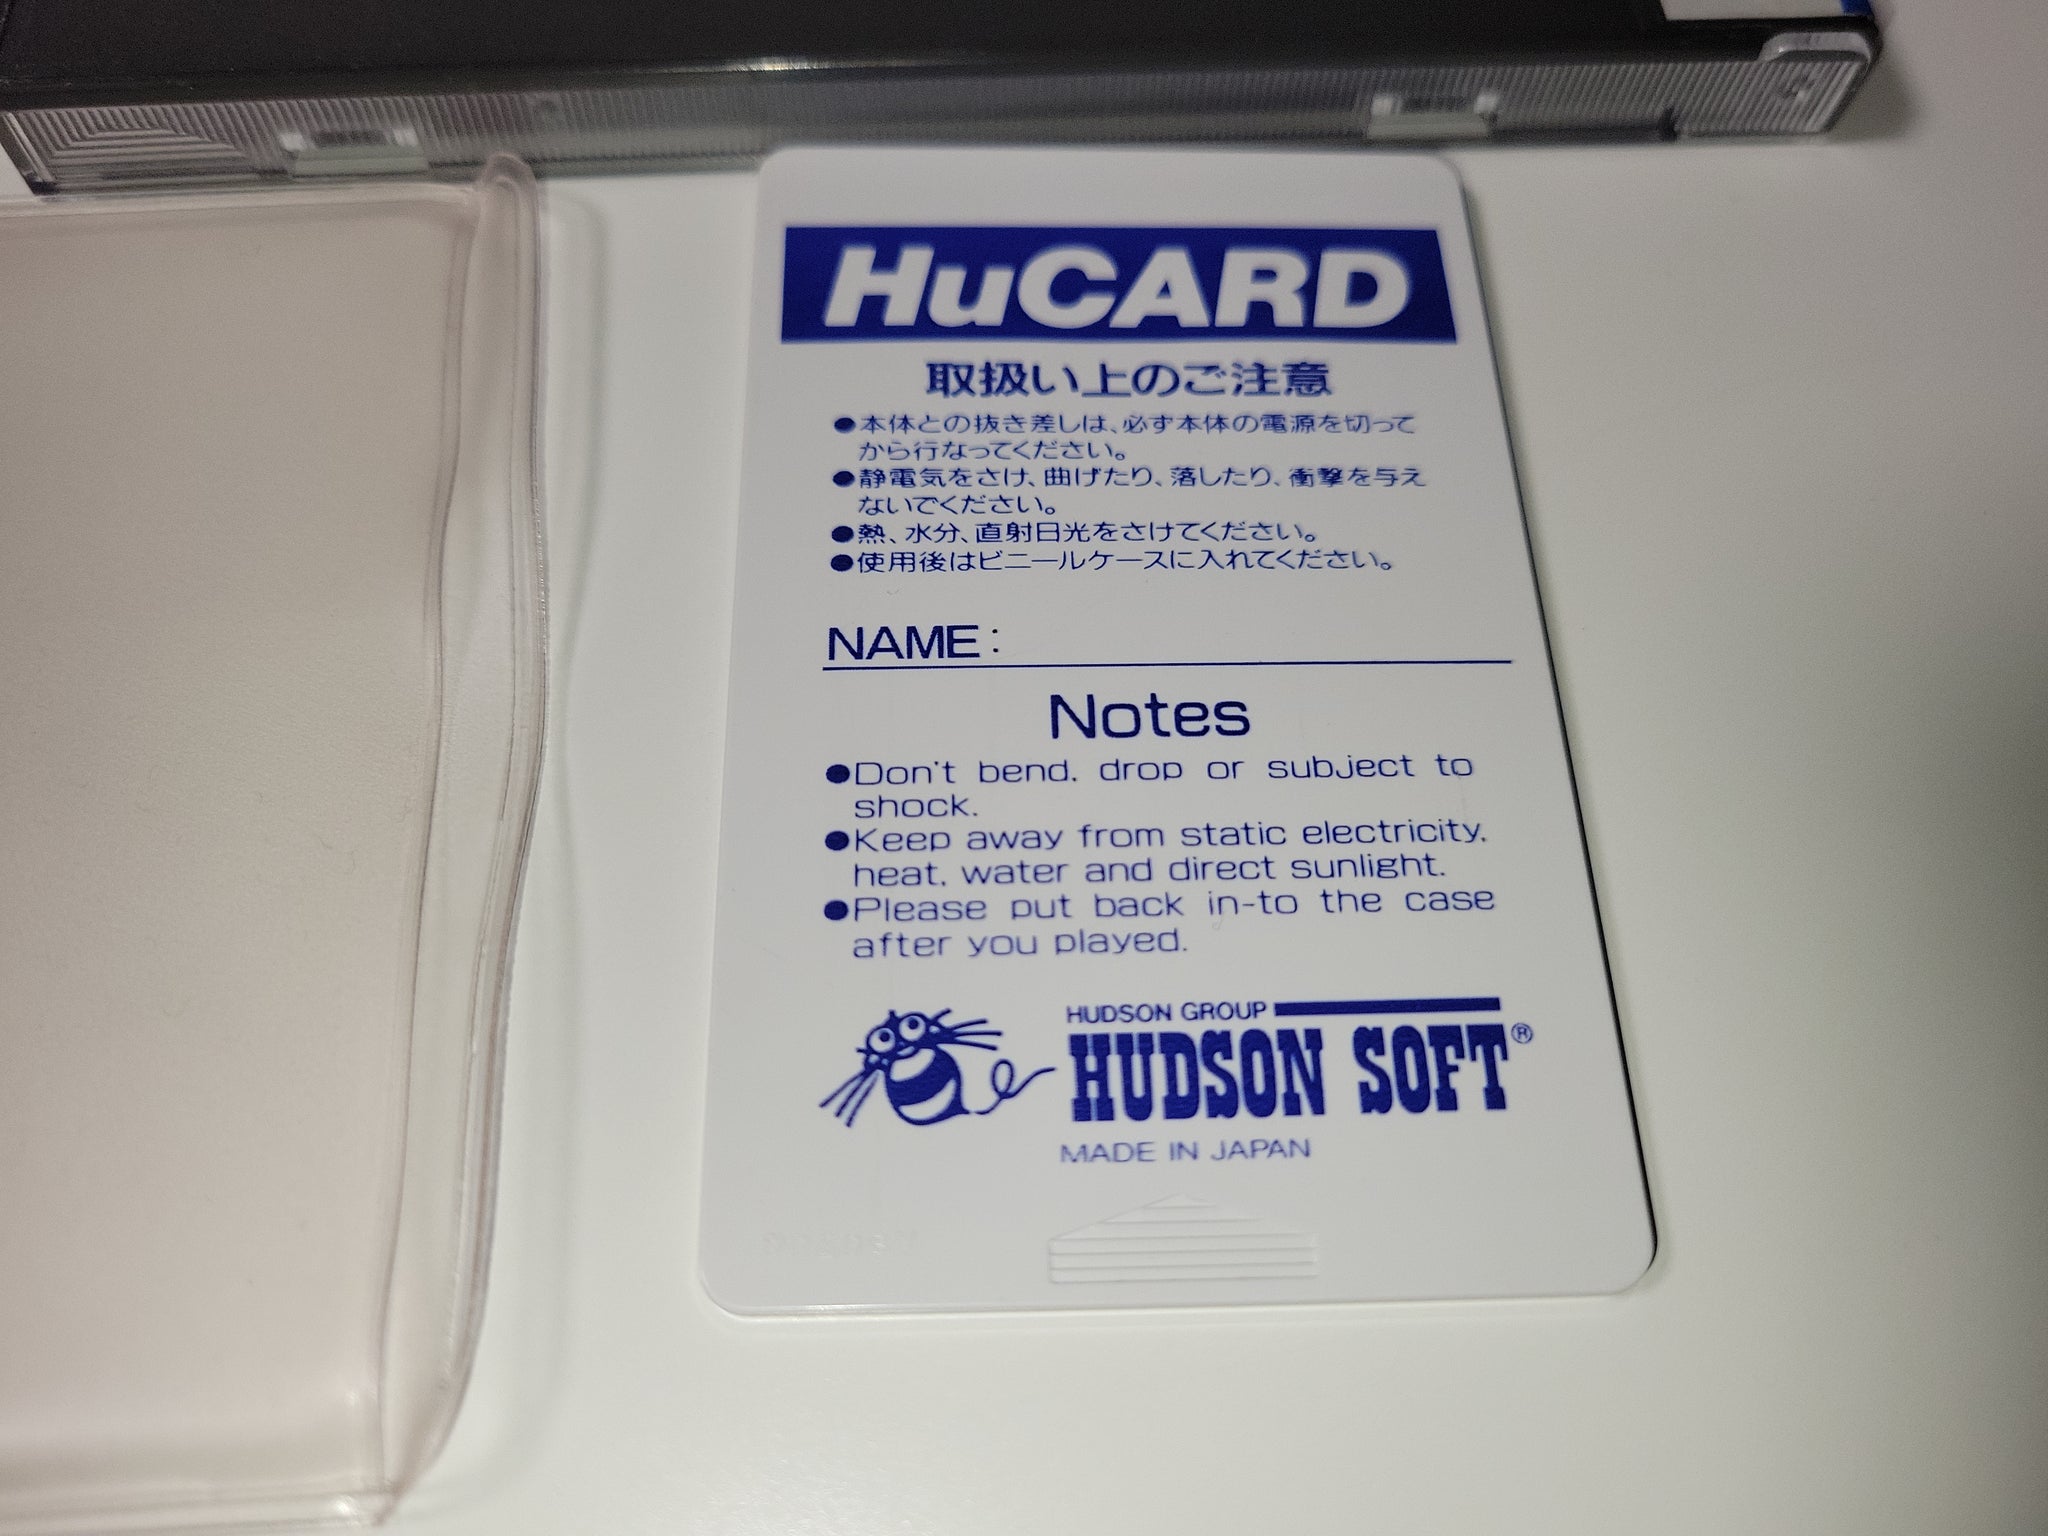 HuCARD
取扱い上のご注意
●本体との抜き差しは、必ず本体の電源を切って
から行なってください。
●静電気をさけ、曲げたり、落したり、衝撃を与え
ないでください。
●熱、水分、直射日光をさけてください。
●使用後はビニールケースに入れてください。
NAME:
Notes
●Don't bend. drop or subject to
shock.
●Keep away from static electricity.
heat. water and direct sunlight.
●Please put back in-to the case
after you played.
HUDSON GROUP
HUDSON SOFT®
MADE IN JAPAN